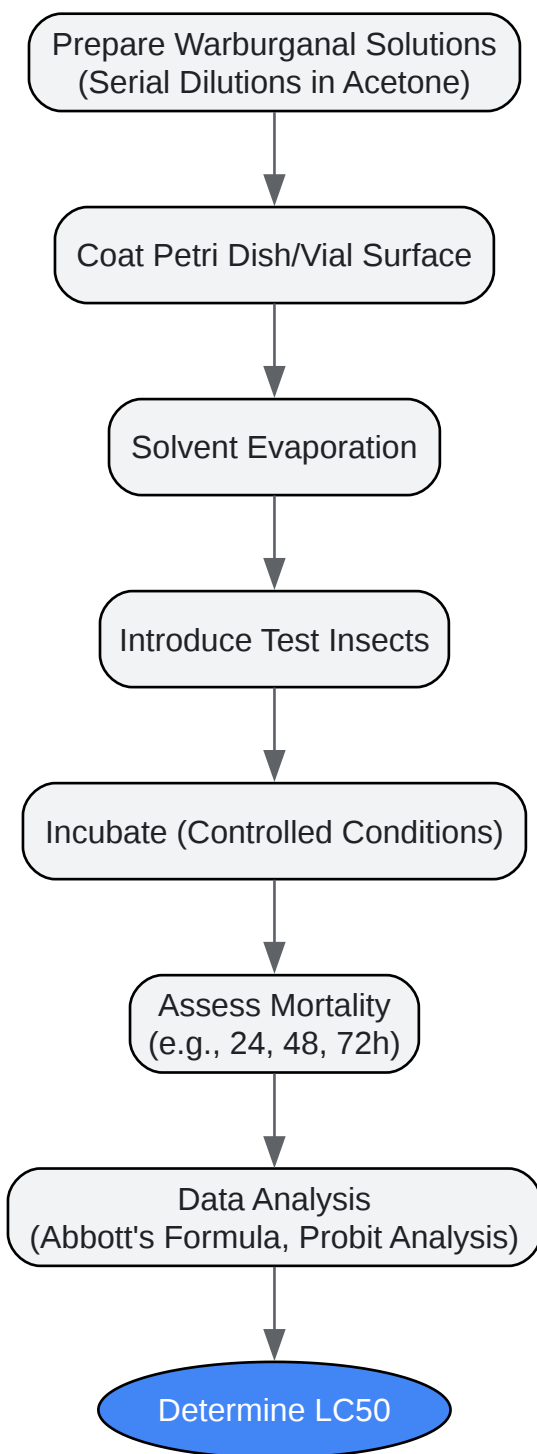 Prepare Warburganal Solutions
(Serial Dilutions in Acetone)
Coat Petri Dish/Vial Surface
Solvent Evaporation
Introduce Test Insects
Incubate (Controlled Conditions)
Assess Mortality
(e.g., 24, 48, 72h)
Data Analysis
(Abbott's Formula, Probit Analysis)
Determine LC50